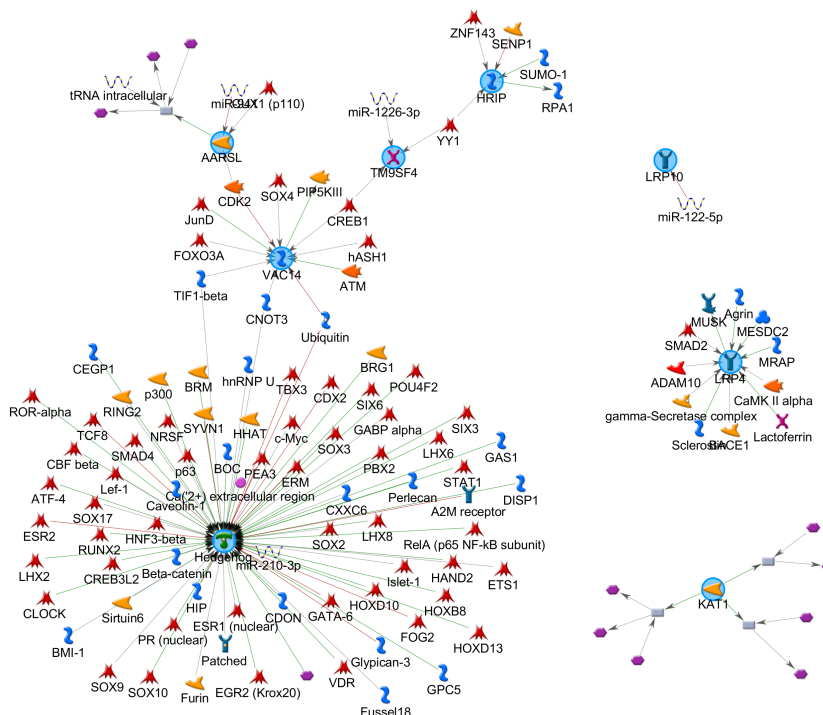 ZNF143
SENP1
SUMO-1
HRIP
RPA1
tRNA intracellular
CUX1 (p110)
miR-1226-3p
YY1
AARSL
TM9SF4
LRP10
CDK2
SOX4
PIP5KIII
miR-122-5p
JunD
CREB1
FOXO3A
hASH1
VAC14
ATM
TIF1-beta
CNOT3
Ubiquitin
Agrin
MUSK
MESDC2
SMAD2
MRAP
ADAM10
LRP4
CaMK II alpha
gamma-Secretase complex
Lactoferrin
Sclerostin
BACE1
CEGP1
BRG1
hnRNP U
p300
BRM
TBX3
CDX2
POU4F2
ROR-alpha
RING2
SIX6
TCF8
NRSF
SYVN1
HHAT
c-Myc
GABP alpha
SIX3
CBF beta
SMAD4
SOX3
LHX6
GAS1
p63
BOC
PEA3
ERM
PBX2
STAT1
ATF-4
Lef-1
Ca('2+) extracellular region
Caveolin-1
CXXC6
Perlecan
DISP1
A2M receptor
SOX17
ESR2
HNF3-beta
RUNX2
Hedgehog
SOX2
LHX8
RelA (p65 NF-kB subunit)
miR-210-3p
LHX2
CREB3L2
Beta-catenin
Islet-1
HAND2
ETS1
CLOCK
Sirtuin6
HIP
CDON
GATA-6
HOXD10
HOXB8
BMI-1
PR (nuclear)
ESR1 (nuclear)
FOG2
HOXD13
Patched
Glypican-3
SOX9
SOX10
Furin
EGR2 (Krox20)
VDR
GPC5
Fussel18
KAT1